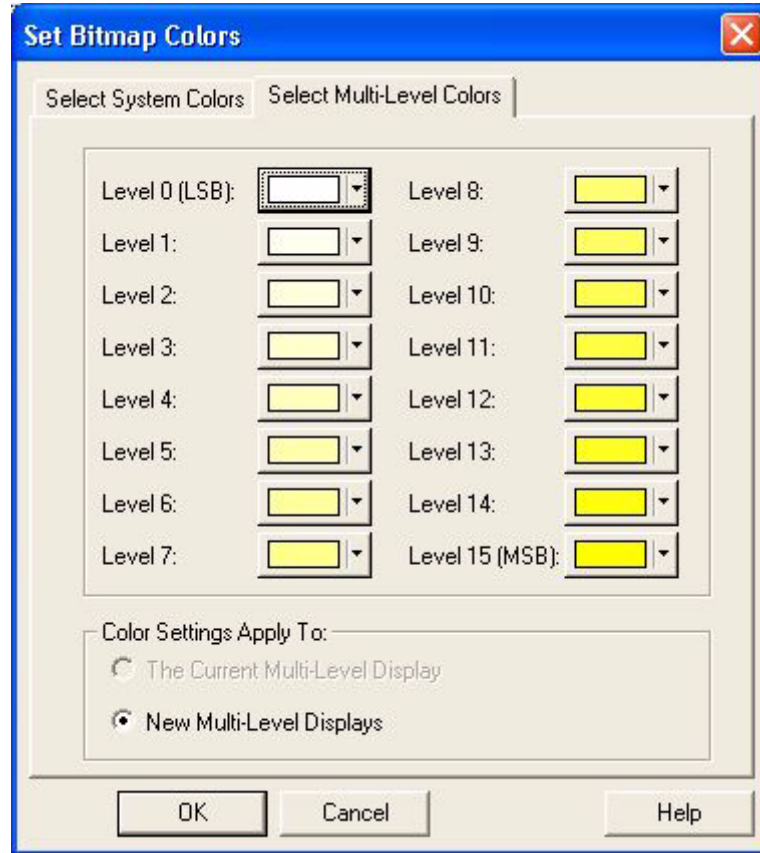 Set Bitmap Colors
Select System Colors
Select Multi-Level Colors
Level 0 (LSB):
Level 1:
Level 2:
Level 3:
Level 4:
Level 5:
Level 6:
Level 7:
Level 8:
Level 9:
Level 10:
Level 11:
Level 12:
Level 13:
Level 14:
Level 15 (MSB):
Color Settings Apply To:
The Current Multi-Level Display
New Multi-Level Displays
OK
Cancel
Help